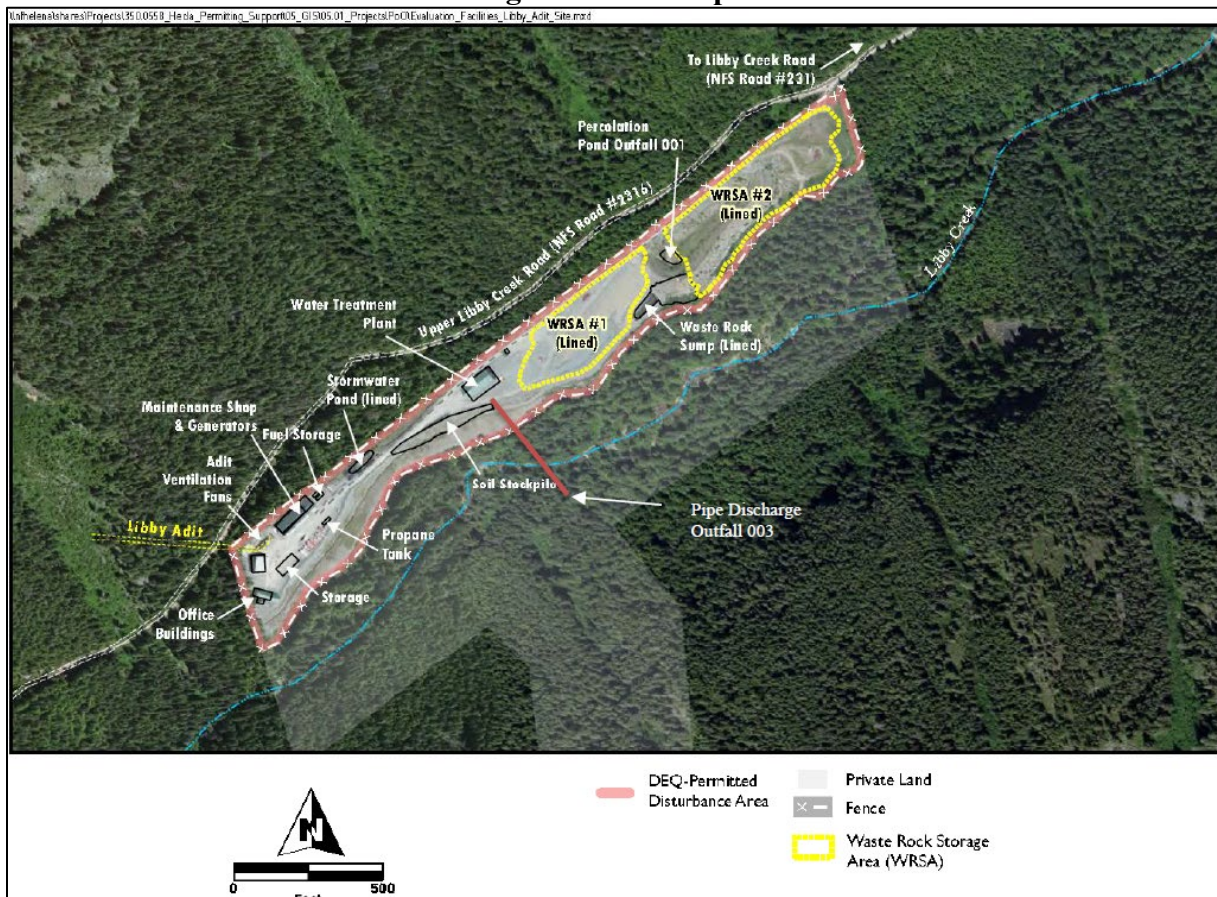 \\nfhelena\shares\Projects\350.0558_Hecla_Permitting_Support\05_GIS\05.01_Projects\PoO\Evaluation_Facilities_Libby_Adit_Site.mxd
To Libby Creek Road
(NFS Road #231)
Percolation
Pond Outfall 001
WRSA #2
(Lined)
Libby Creek
Upper Libby Creek Road (NFS Road #2316)
Water Treatment
Plant
WRSA #1
(Lined)
Waste Rock
Sump (Lined)
Stormwater
Pond (lined)
Maintenance Shop
& Generators
Fuel Storage
Adit
Ventilation
Fans
Soil Stockpile
Pipe Discharge
Outfall 003
Libby Adit
Propane
Tank
Storage
Office
Buildings
DEQ-Permitted
Disturbance Area
Private Land
Fence
Waste Rock Storage
Area (WRSA)
N
0 500